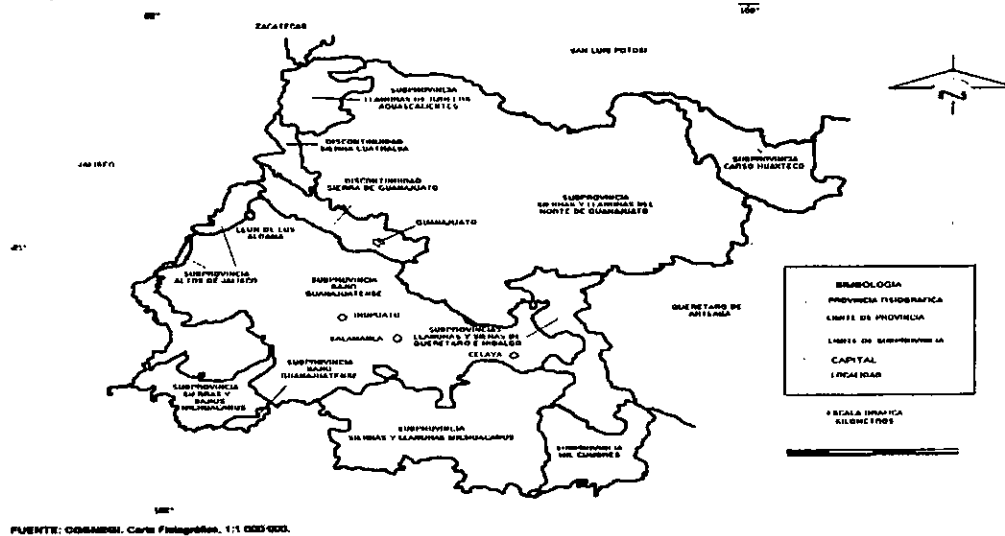 ZACATECAS
SAN LUIS POTOSI
SUBPROVINCIA
LLANURAS DE
AGUASCALIENTES
DISCONTINUIDAD
SIERRA
JALISCO
SUBPROVINCIA
CARSO HUAXTECO
DISCONTINUIDAD
SIERRA DE GUANAJUATO
SUBPROVINCIA
SIERRAS Y LLANURAS DEL
NORTE DE GUANAJUATO
GUANAJUATO
LEON DE LOS
ALDAMA
SUBPROVINCIA
ALTOS DE JALISCO
SUBPROVINCIA
BAJIO
GUANAJUATENSE
QUERETARO DE
ARTEAGA
SIMBOLOGIA
PROVINCIA FISIOGRAFICA
LIMITE DE PROVINCIA
LIMITE DE SUBPROVINCIA
CAPITAL
LOCALIDAD
IRAPUATO
SALAMANCA
SUBPROVINCIAS
LLANURAS Y SIERRAS DE
QUERETARO E HIDALGO
CELAYA
SUBPROVINCIA
BAJIO
GUANAJUATENSE
SUBPROVINCIA
SIERRAS Y
BAJIOS
MICHOACANOS
ESCALA GRAFICA
KILOMETROS
SUBPROVINCIA
SIERRAS Y LLANURAS MICHOACANOS
SUBPROVINCIA
MIL CUMBRES
FUENTE: CGSNEGI. Carta Fisiográfica, 1:1 000 000.